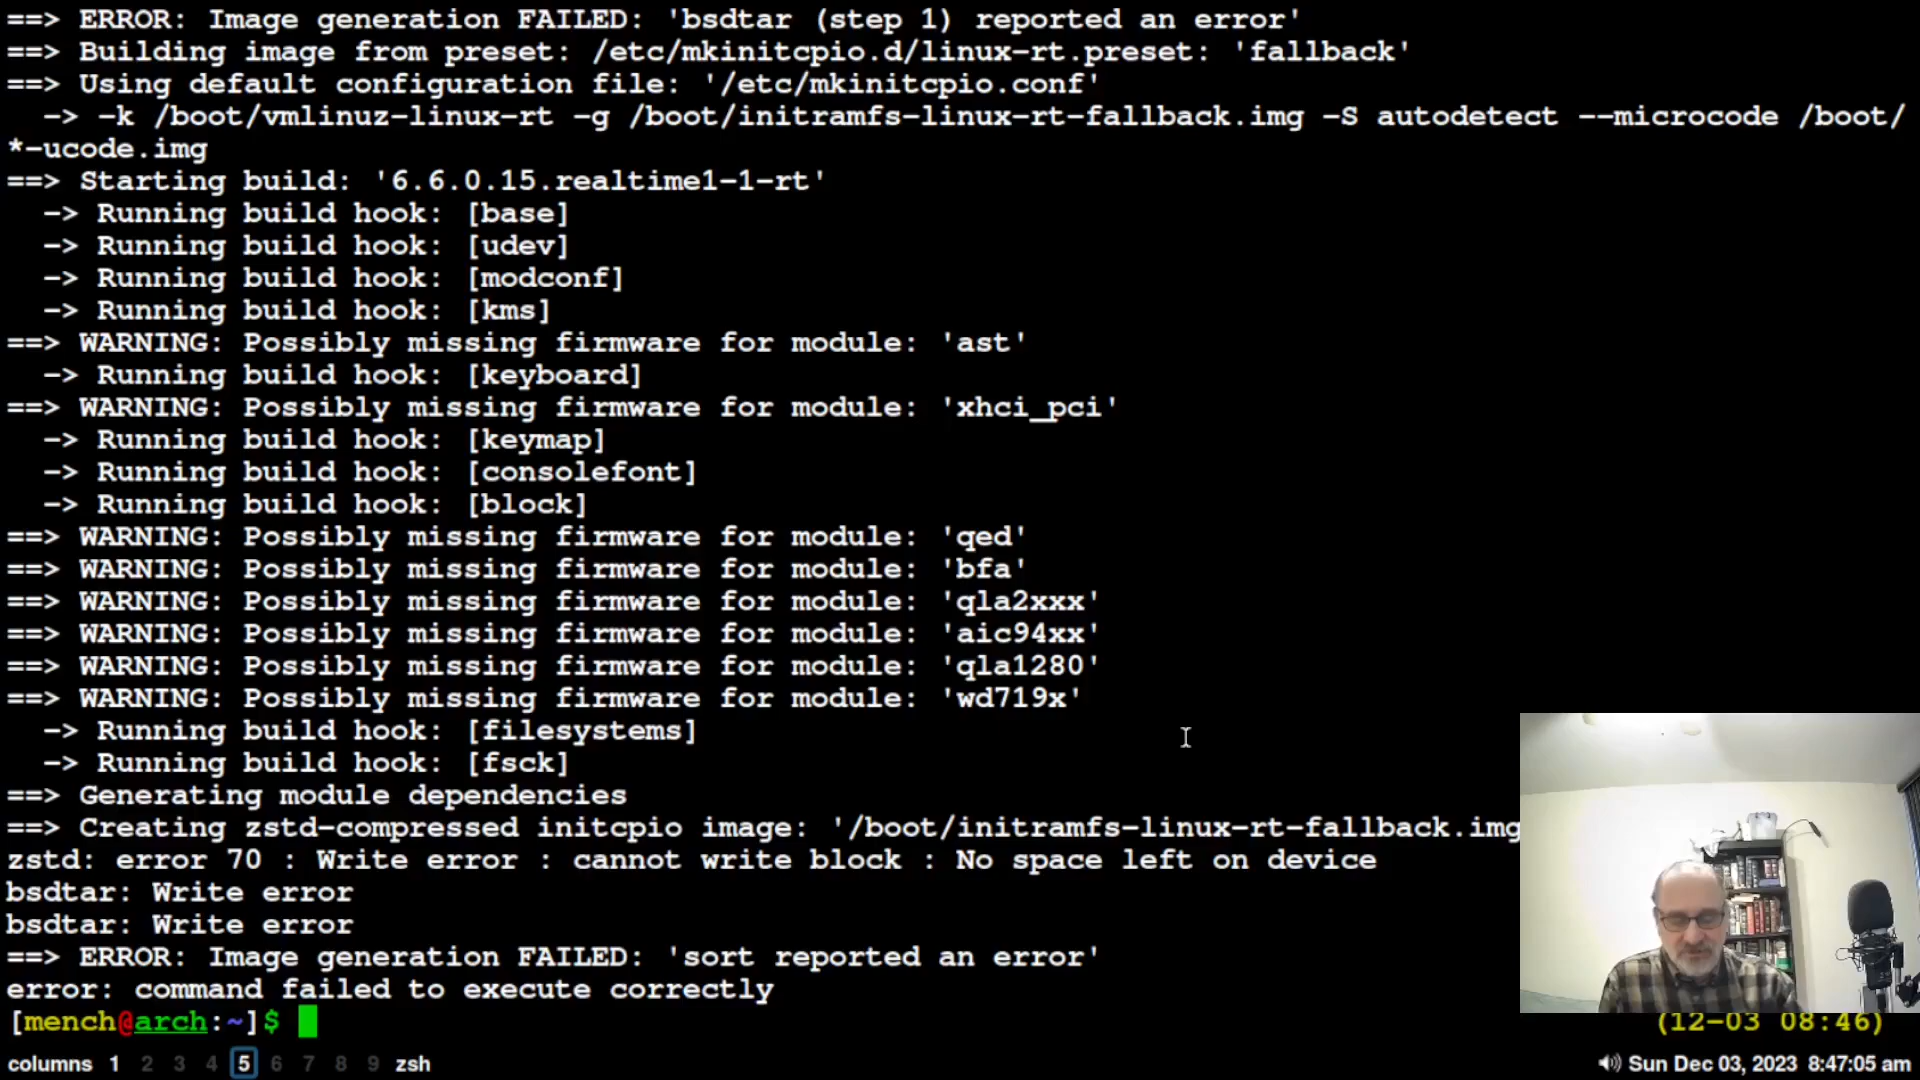 ==> ERROR: Image generation FAILED: 'bsdtar (step 1) reported an error'
==> Building image from preset: /etc/mkinitcpio.d/linux-rt.preset: 'fallback'
==> Using default configuration file: '/etc/mkinitcpio.conf'
  -> -k /boot/vmlinuz-linux-rt -g /boot/initramfs-linux-rt-fallback.img -S autodetect --microcode /boot/
*-ucode.img
==> Starting build: '6.6.0.15.realtime1-1-rt'
  -> Running build hook: [base]
  -> Running build hook: [udev]
  -> Running build hook: [modconf]
  -> Running build hook: [kms]
==> WARNING: Possibly missing firmware for module: 'ast'
  -> Running build hook: [keyboard]
==> WARNING: Possibly missing firmware for module: 'xhci_pci'
  -> Running build hook: [keymap]
  -> Running build hook: [consolefont]
  -> Running build hook: [block]
==> WARNING: Possibly missing firmware for module: 'qed'
==> WARNING: Possibly missing firmware for module: 'bfa'
==> WARNING: Possibly missing firmware for module: 'qla2xxx'
==> WARNING: Possibly missing firmware for module: 'aic94xx'
==> WARNING: Possibly missing firmware for module: 'qla1280'
==> WARNING: Possibly missing firmware for module: 'wd719x'
  -> Running build hook: [filesystems]
  -> Running build hook: [fsck]
==> Generating module dependencies
==> Creating zstd-compressed initcpio image: '/boot/initramfs-linux-rt-fallback.img
zstd: error 70 : Write error : cannot write block : No space left on device
bsdtar: Write error
bsdtar: Write error
==> ERROR: Image generation FAILED: 'sort reported an error'
error: command failed to execute correctly
[mench@arch:~]$ (12-03 08:46)
columns 1 2 3 4 5 6 7 8 9 zsh Sun Dec 03, 2023 8:47:05 am